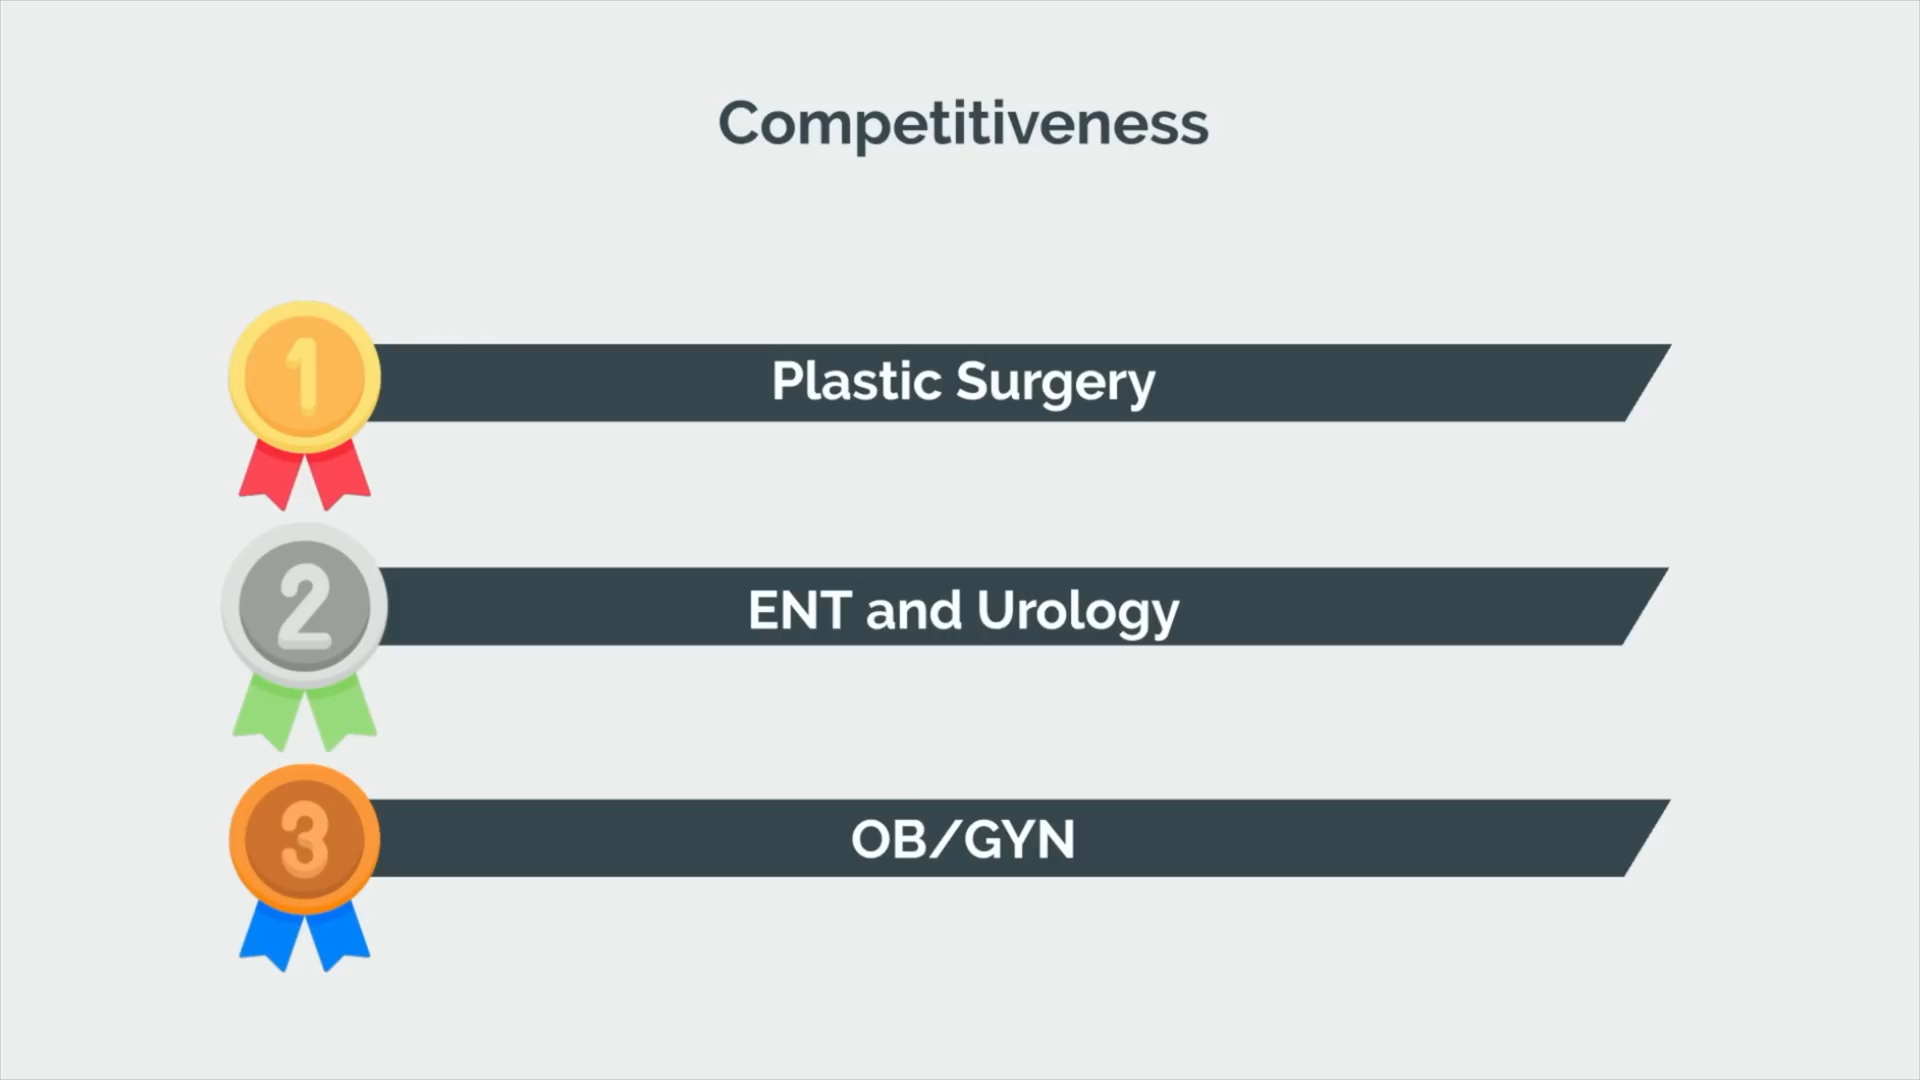 Competitiveness
1
Plastic Surgery
2
ENT and Urology
3
OB/GYN